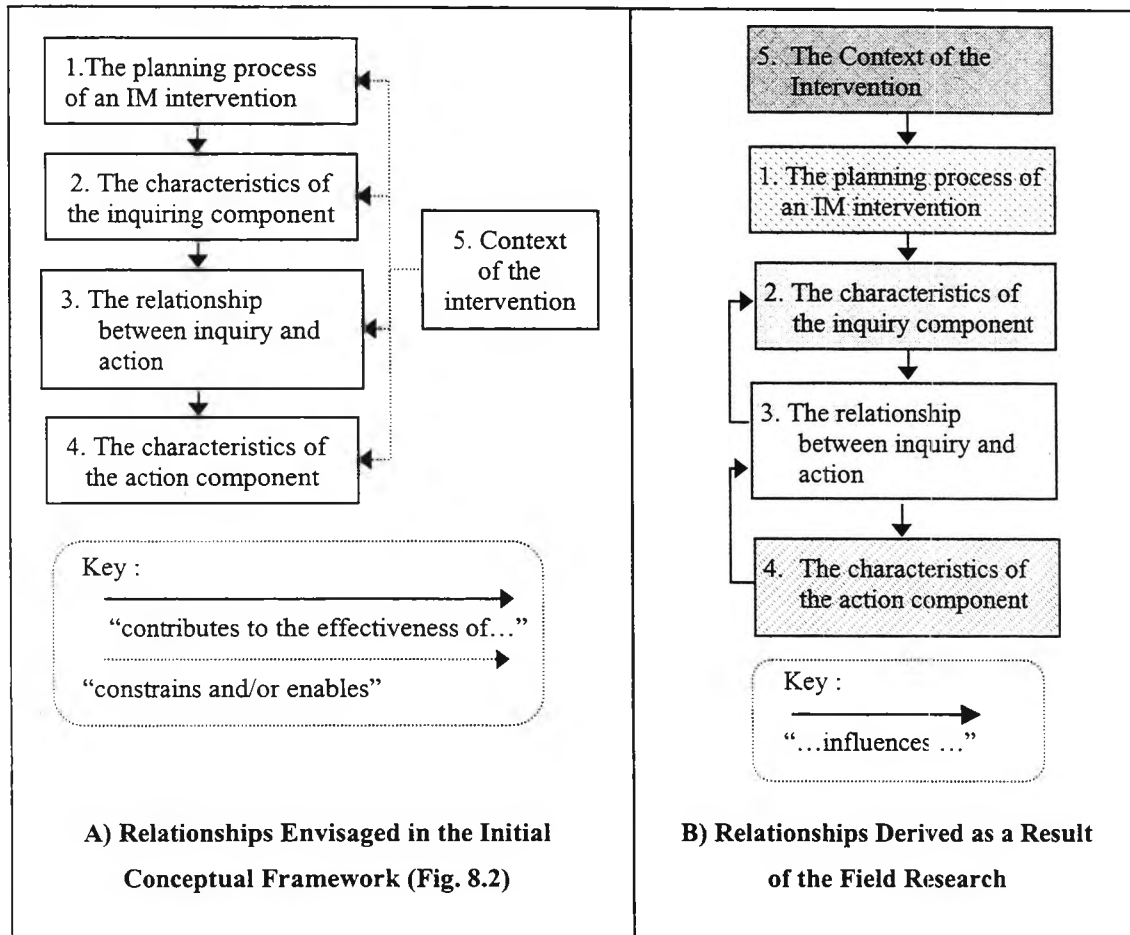 1.The planning process
of an IM intervention
2. The characteristics of
the inquiring component
3. The relationship
between inquiry and
action
4. The characteristics of
the action component
5. Context
of the
intervention
Key :
“contributes to the effectiveness of…”
“constrains and/or enables”
A) Relationships Envisaged in the Initial
Conceptual Framework (Fig. 8.2)
5. The Context of the
Intervention
1. The planning process of
an IM intervention
2. The characteristics of
the inquiry component
3. The relationship
between inquiry and
action
4. The characteristics of
the action component
Key :
“…influences …”
B) Relationships Derived as a Result
of the Field Research